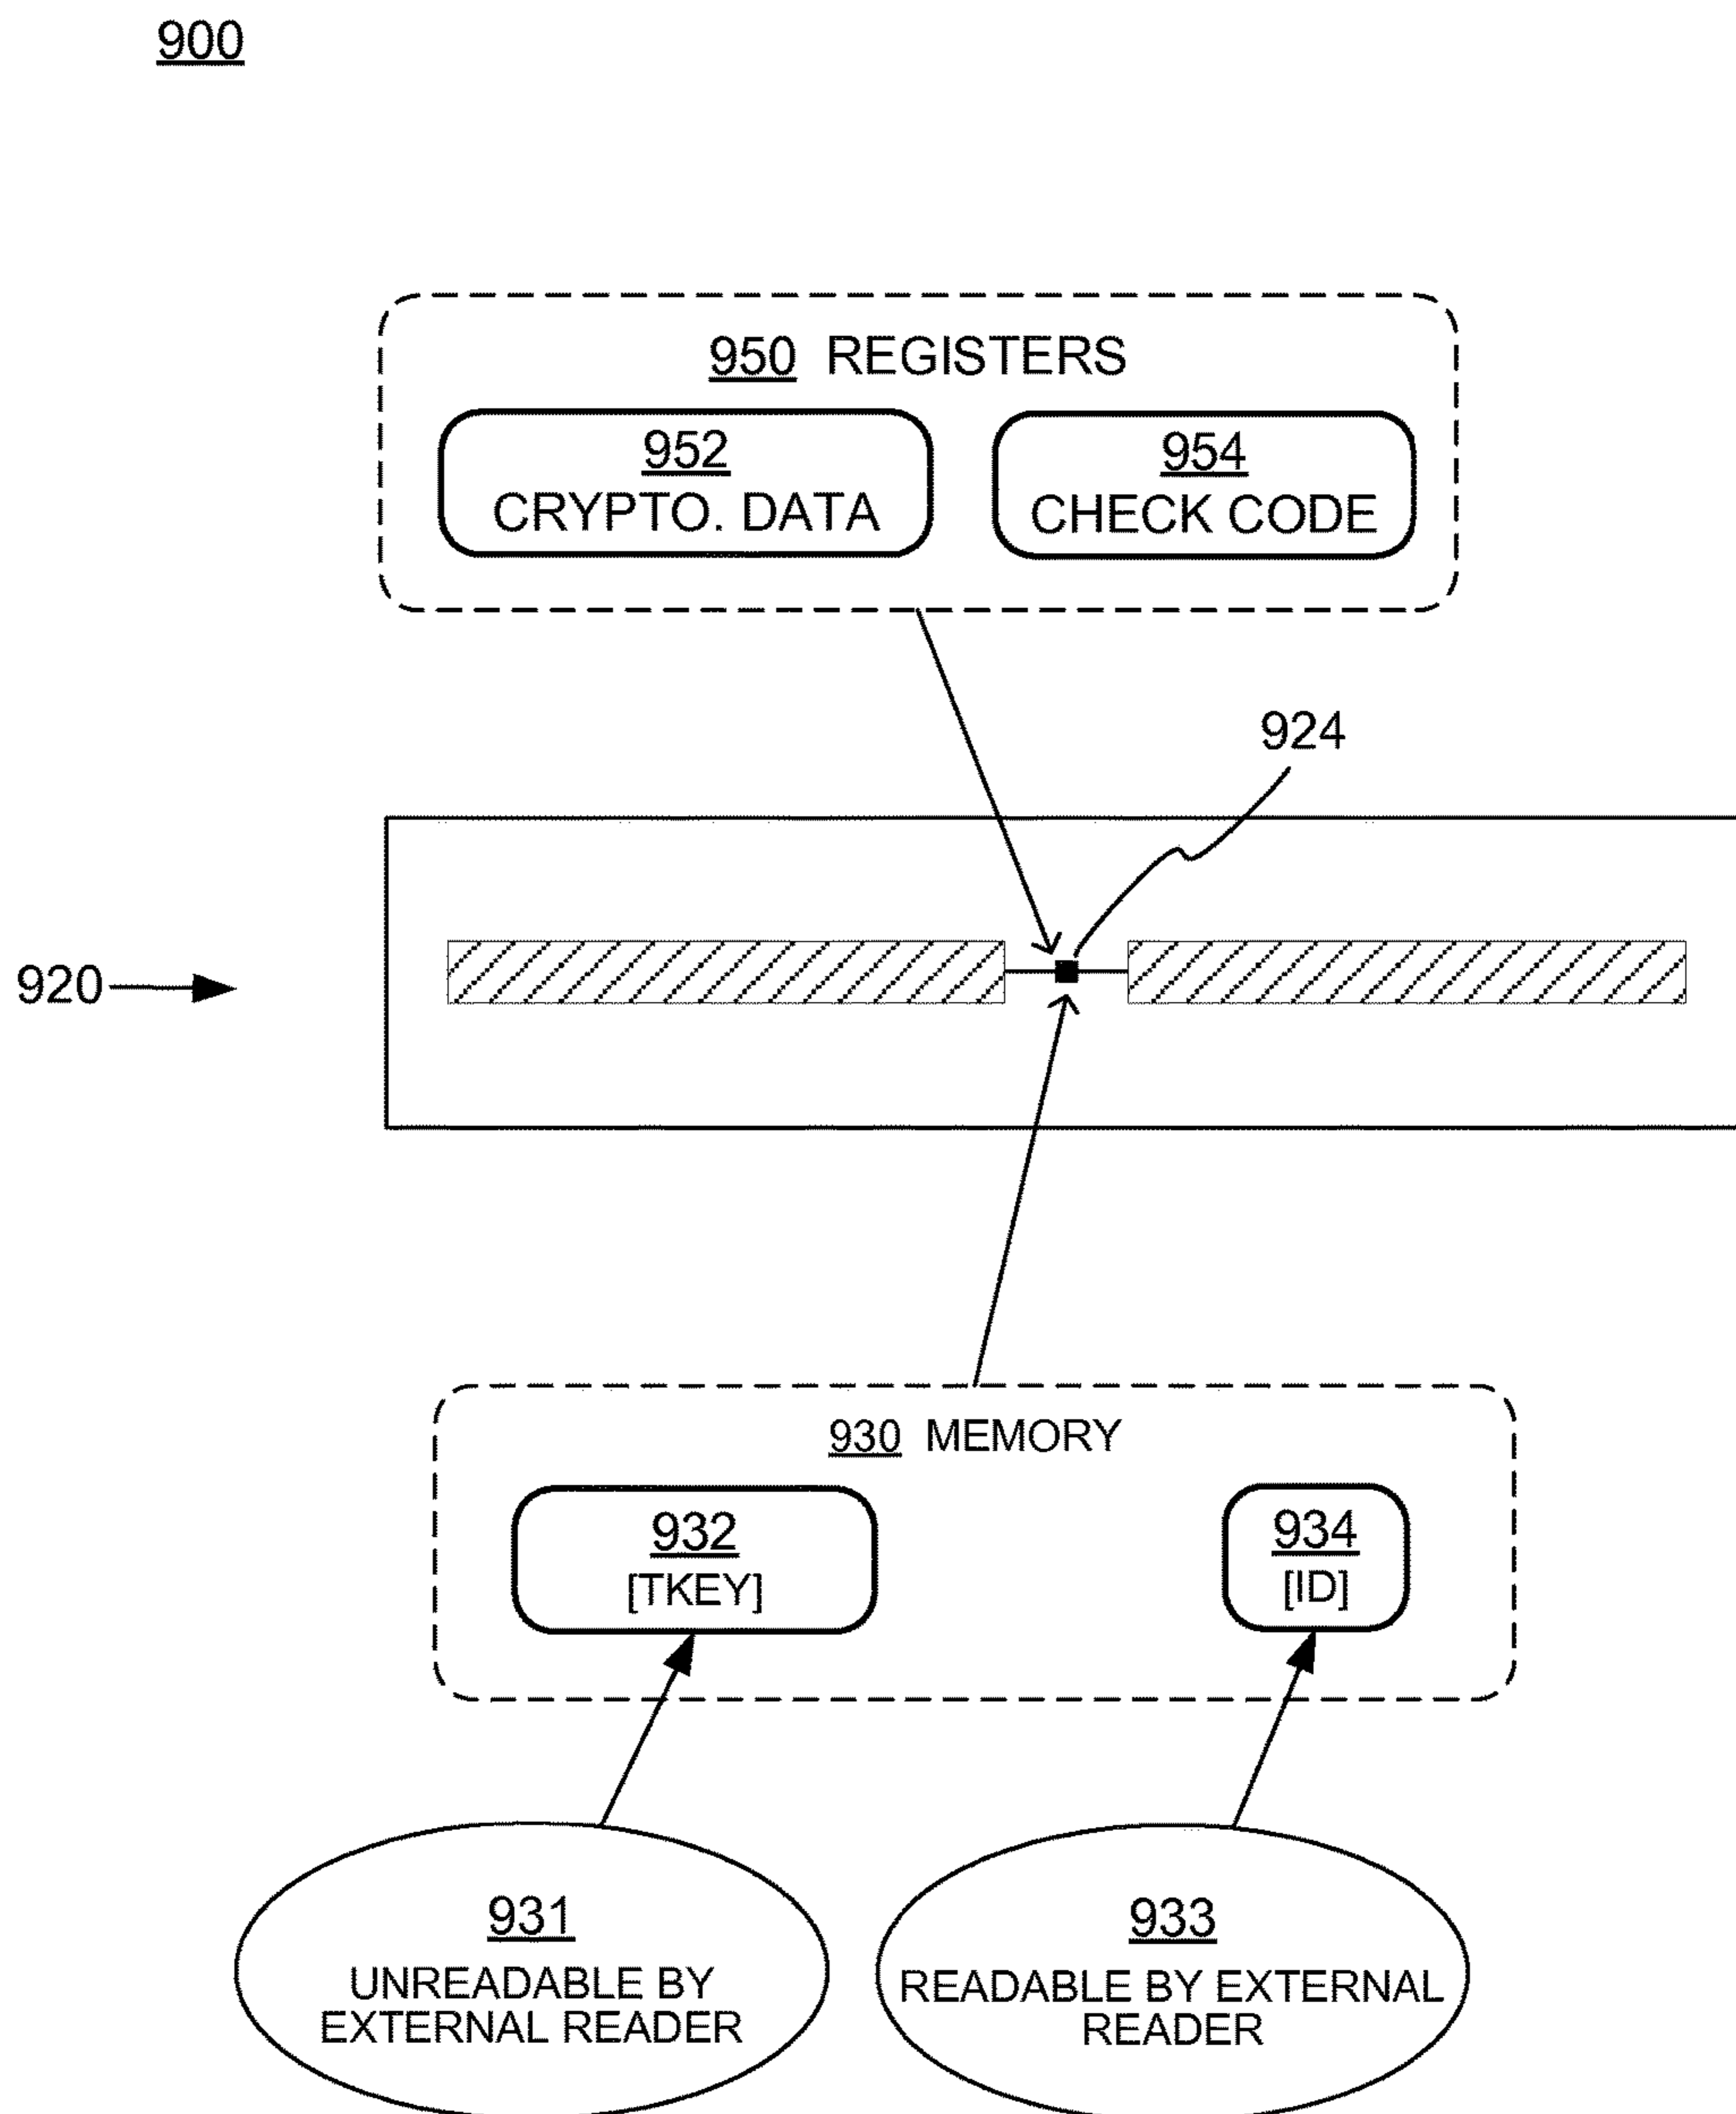 900
950 REGISTERS
952
CRYPTO. DATA
954
CHECK CODE
924
920
930 MEMORY
932
[TKEY]
934
[ID]
931
UNREADABLE BY
EXTERNAL READER
933
READABLE BY EXTERNAL
READER